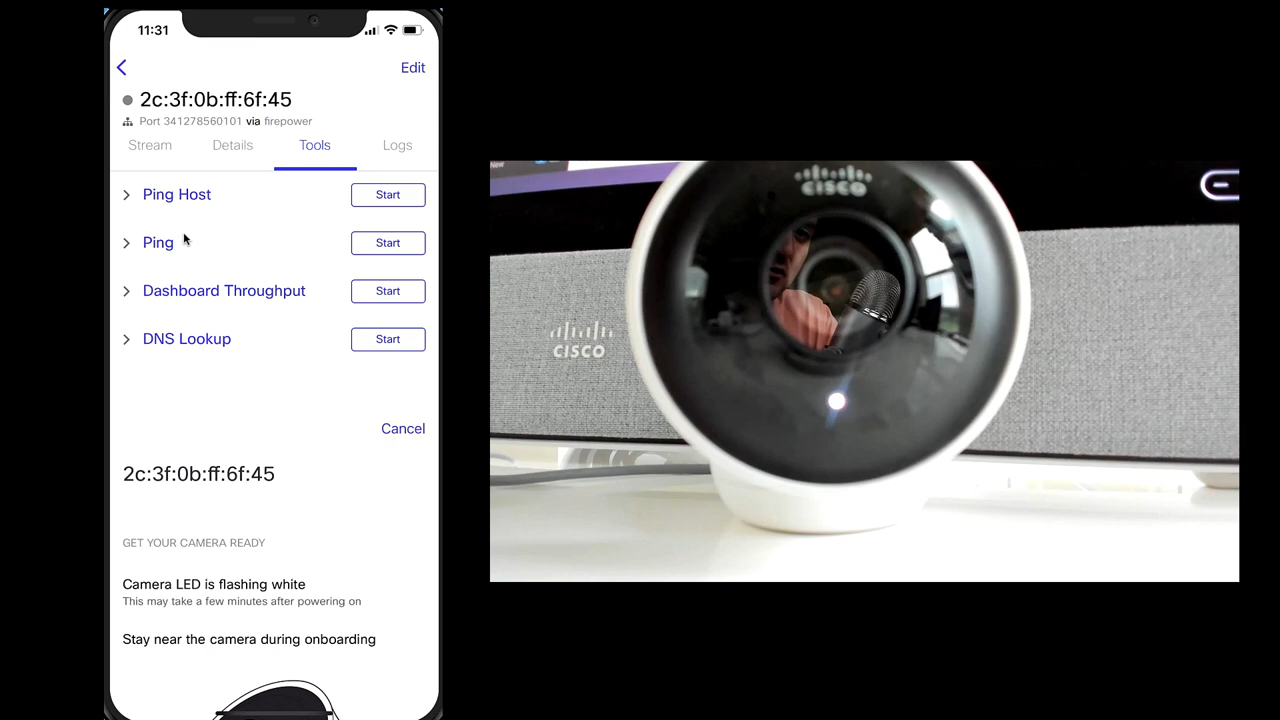 11:31
Edit
2c:3f:0b:ff:6f:45
Port 341278560101 via firepower
Stream Details Tools Logs
Ping Host Start
Ping Start
Dashboard Throughput Start
DNS Lookup Start
Cancel
2c:3f:0b:ff:6f:45
GET YOUR CAMERA READY
Camera LED is flashing white
This may take a few minutes after powering on
Stay near the camera during onboarding
New
CISCO
CISCO